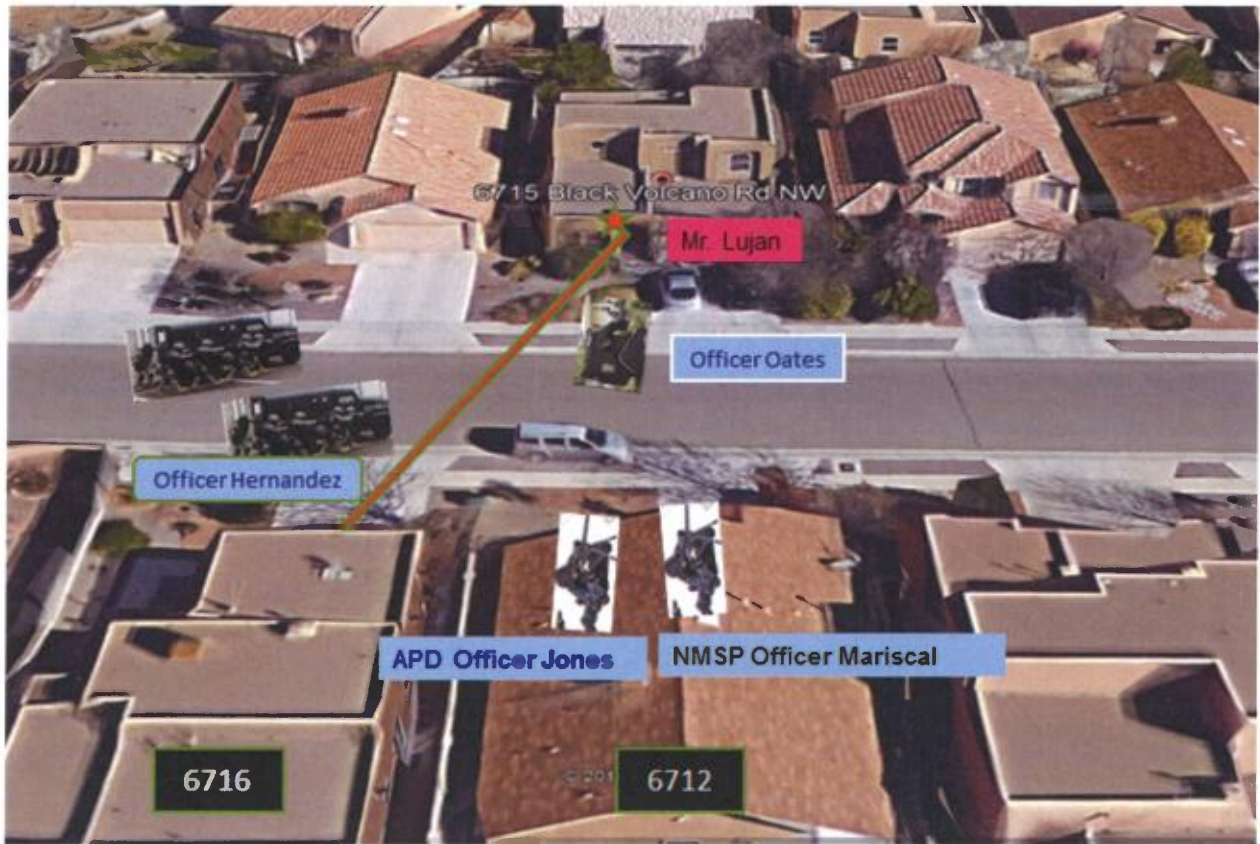 6715 Black Volcano Rd NW
Mr. Lujan
Officer Oates
Officer Hernandez
APD Officer Jones
NMSP Officer Mariscal
6716
© 201
6712